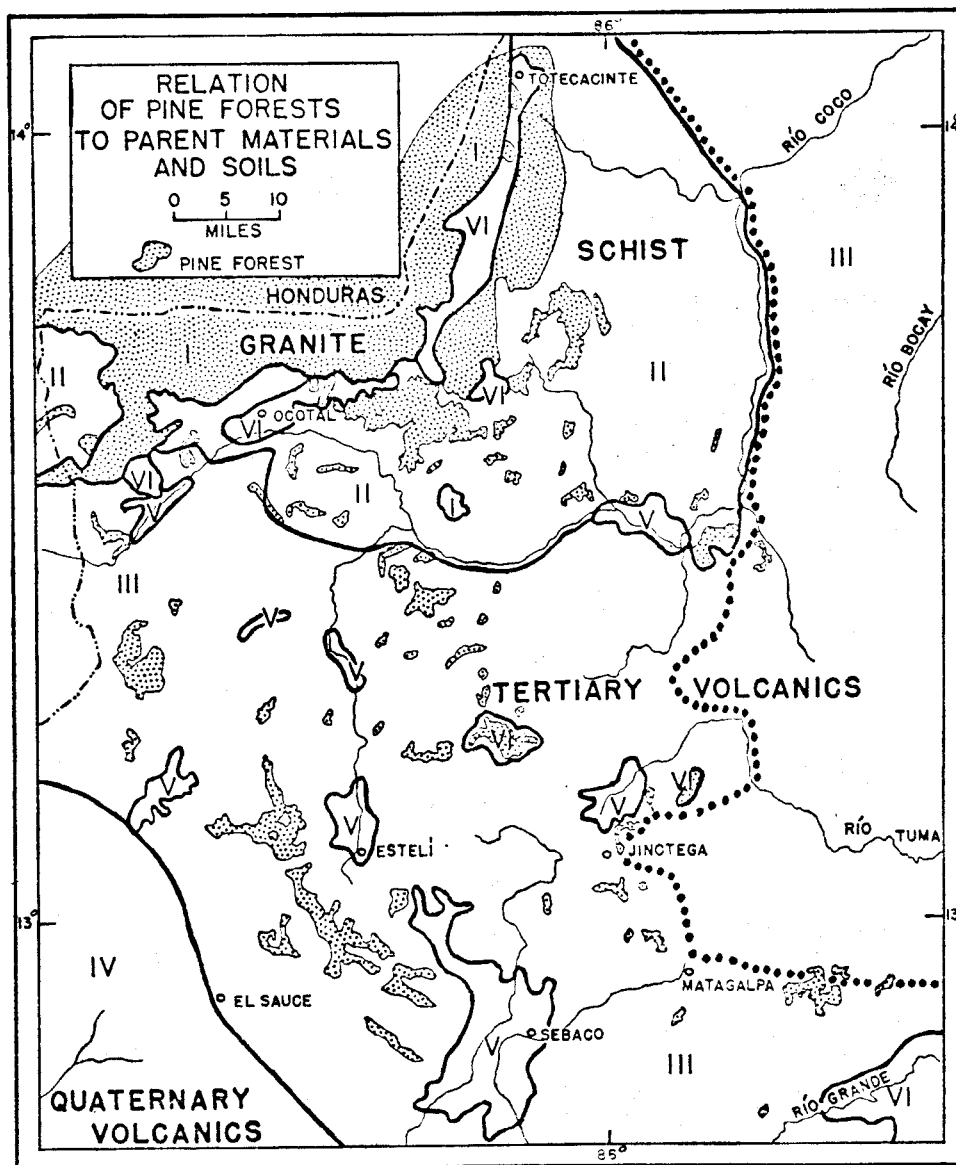 86°
RELATION
OF PINE FORESTS
TO PARENT MATERIALS
AND SOILS
0 5 10
MILES
PINE FOREST
TOTECACINTE
14°
14
RÍO COCO
I
VI
SCHIST
III
HONDURAS
GRANITE
I
II
II
RÍO BOCAY
VI
OCOTAL
VI
VI
V
II
I
V
III
V
V
TERTIARY VOLCANICS
VI
V
V
V
V
ESTELÍ
JINOTEGA
RÍO TUMA
13°
13
IV
EL SAUCE
MATAGALPA
V
SEBACO
III
RÍO GRANDE
VI
QUATERNARY
VOLCANICS
85°